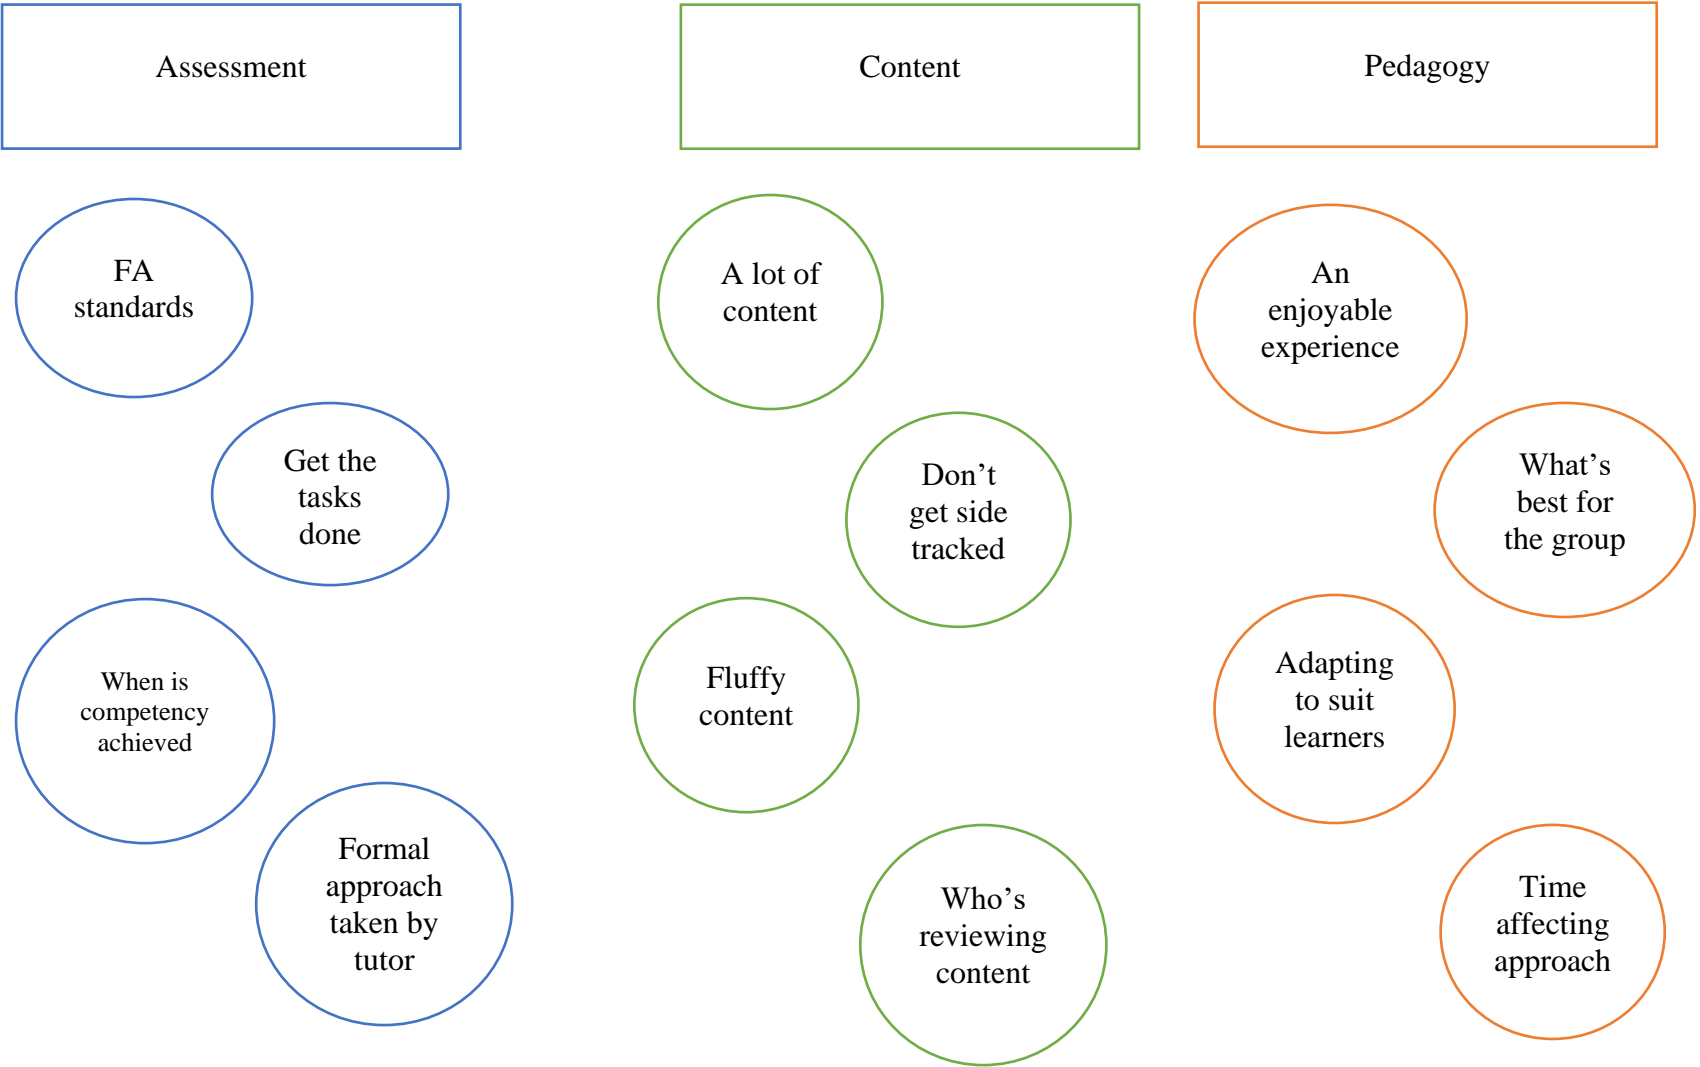 Assessment
Content
Pedagogy
FA
standards
Get the
tasks
done
When is
competency
achieved
Formal
approach
taken by
tutor
A lot of
content
Don’t
get side
tracked
Fluffy
content
Who’s
reviewing
content
An
enjoyable
experience
What’s
best for
the group
Adapting
to suit
learners
Time
affecting
approach